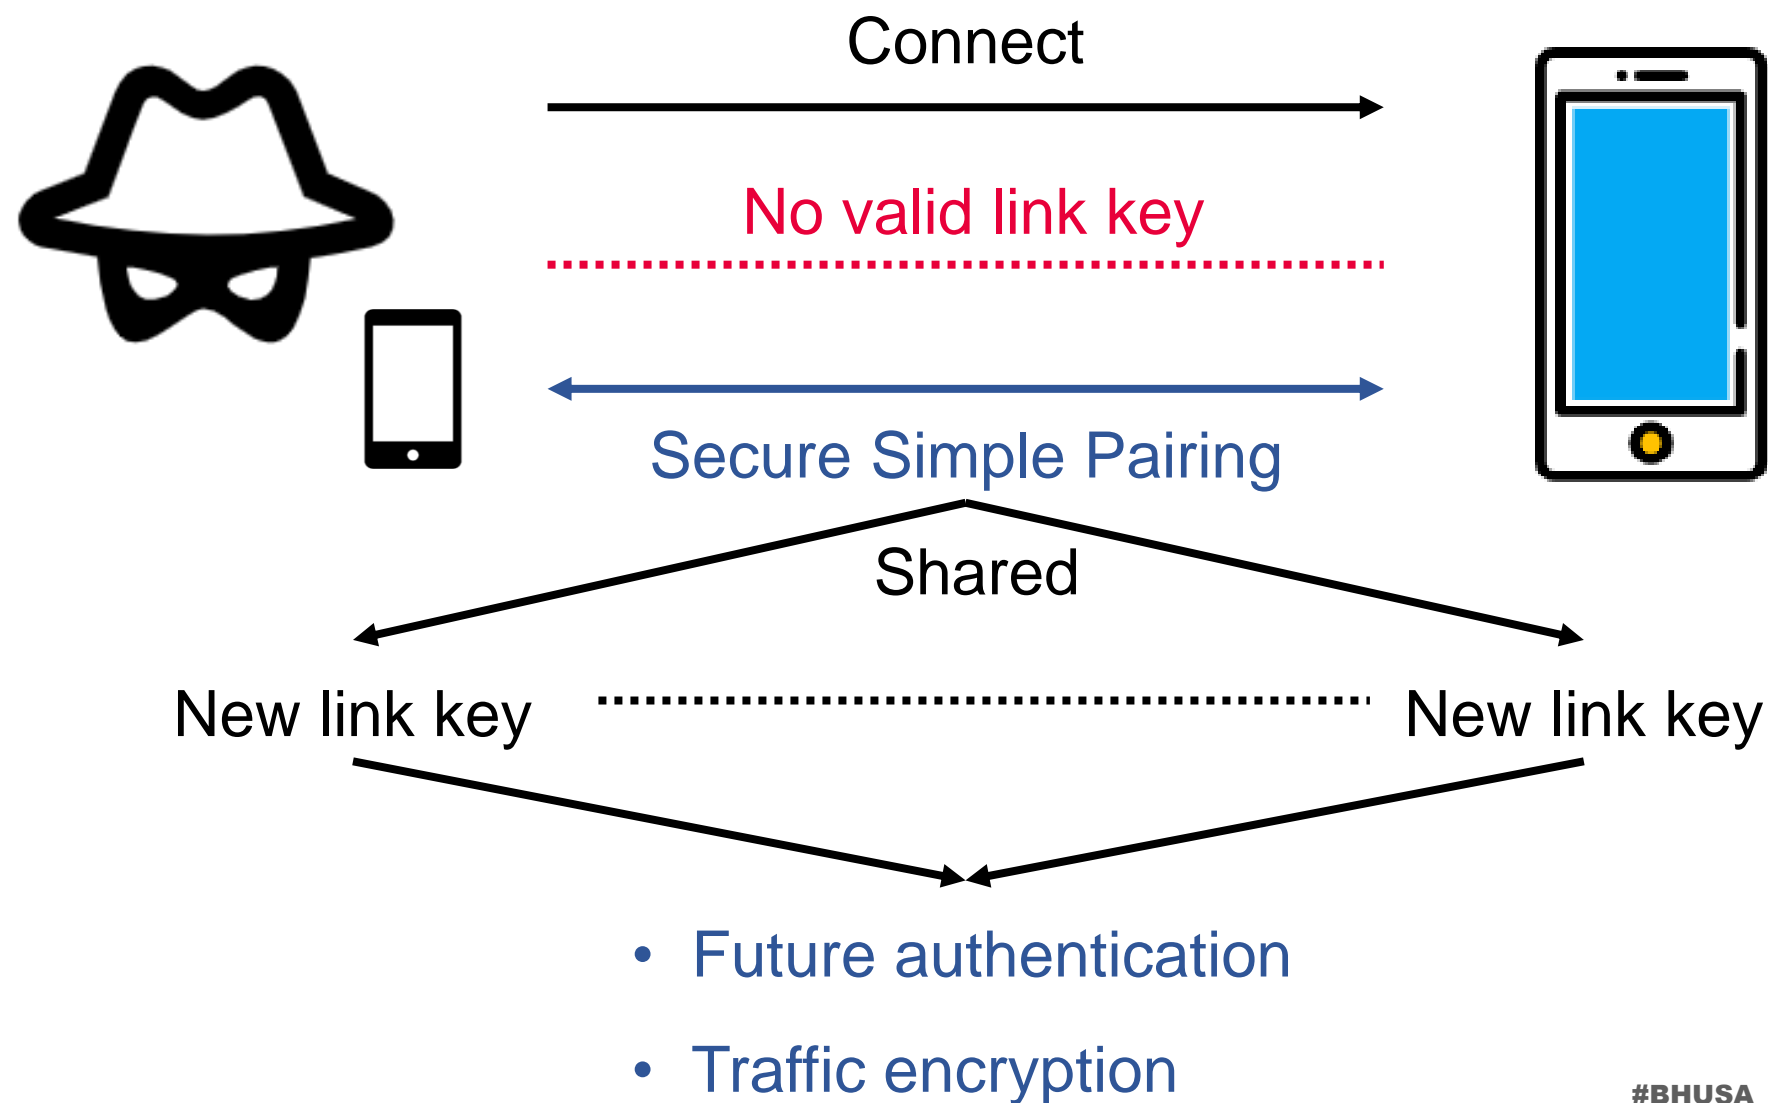 Connect
No valid link key
Secure Simple Pairing
Shared
New link key
New link key
• Future authentication
• Traffic encryption
#BHUSA